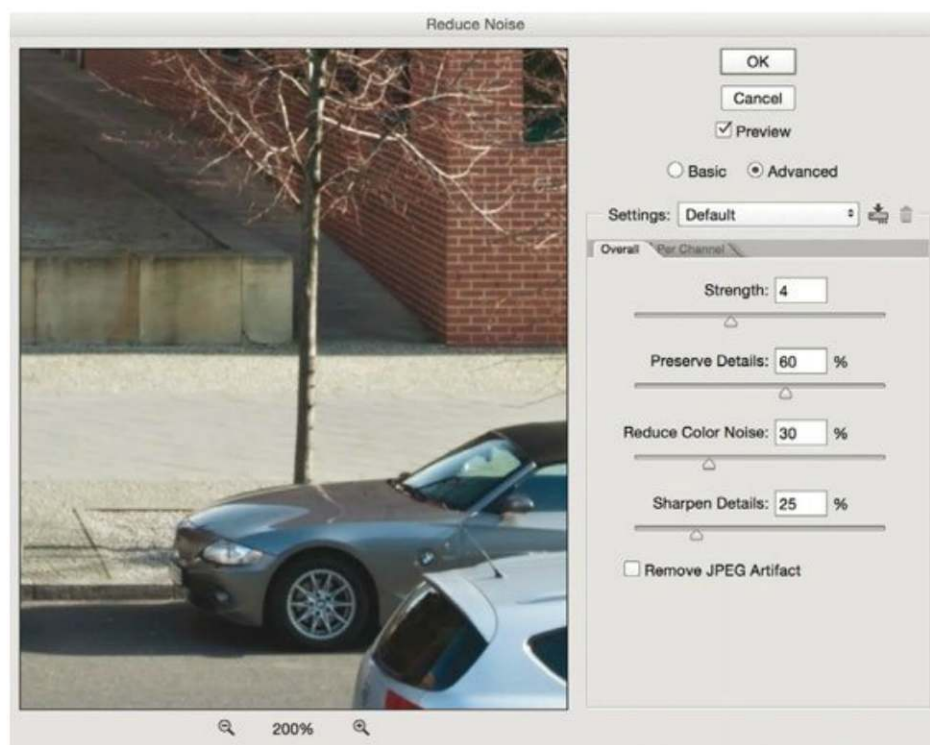 Reduce Noise
OK
Cancel
Preview
Basic Advanced
Settings: Default
Overall Per Channel
Strength: 4
Preserve Details: 60 %
Reduce Color Noise: 30 %
Sharpen Details: 25 %
Remove JPEG Artifact
200%